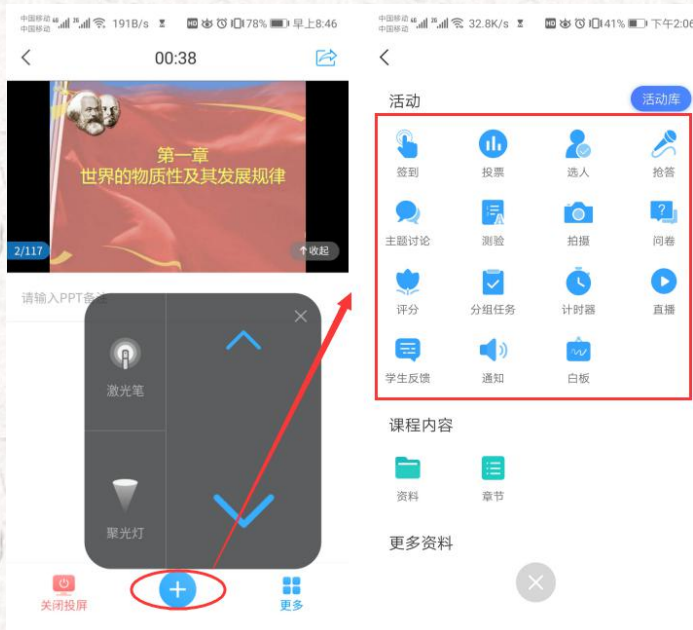 中国移动 中国移动 191B/s HD 78% 早上8:46
00:38
第一章
世界的物质性及其发展规律
2/117
收起
请输入PPT备注
激光笔
聚光灯
关闭投屏
更多
中国移动 中国移动 32.8K/s HD 41% 下午2:06
活动 活动库
签到 投票 选人 抢答
主题讨论 测验 拍摄 问卷
评分 分组任务 计时器 直播
学生反馈 通知 白板
课程内容
资料 章节
更多资料